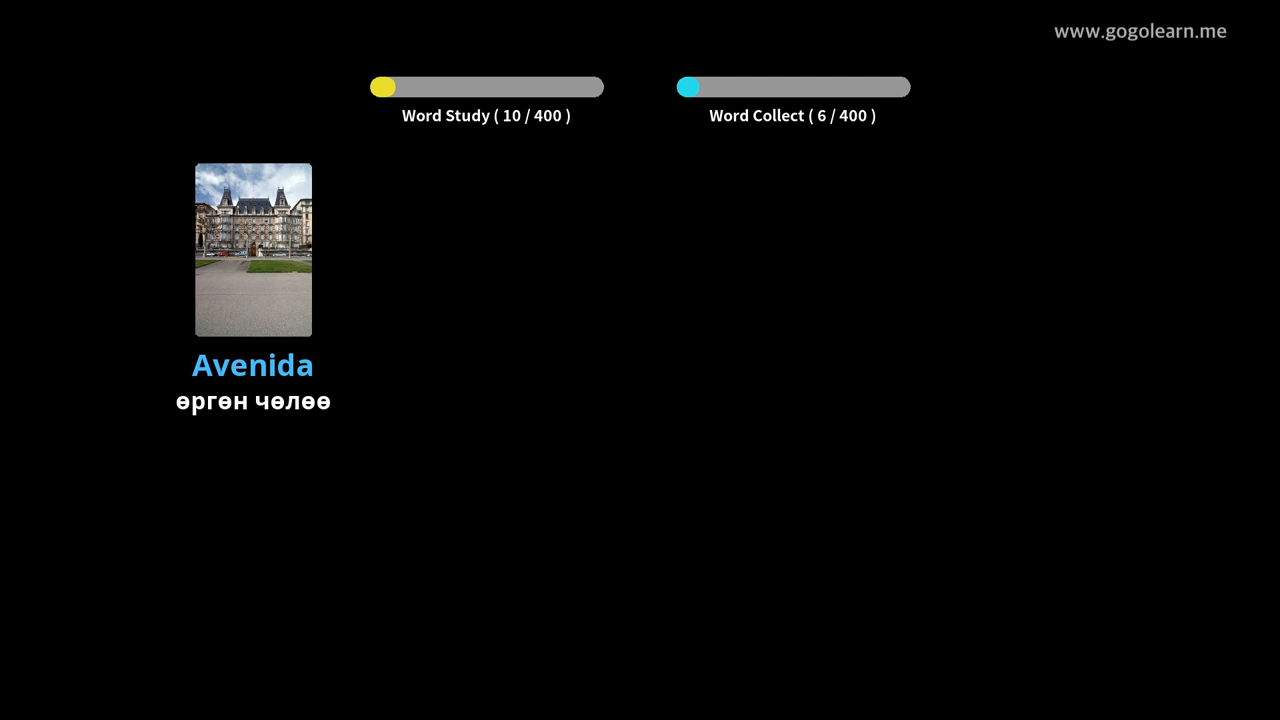 www.gogolearn.me
Word Study ( 10 / 400 )
Word Collect ( 6 / 400 )
Avenida
өргөн чөлөө